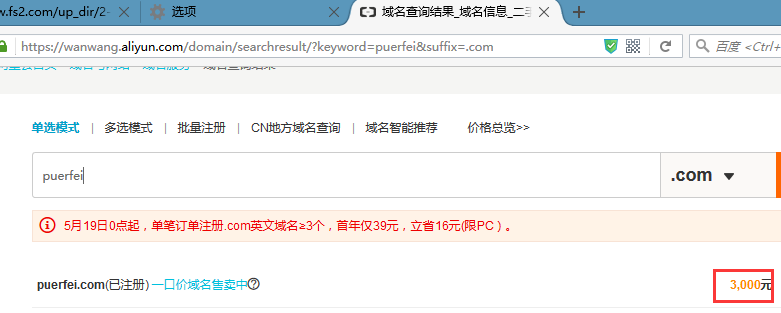 w.fs2.com/up_dir/2- 选项 域名查询结果_域名信息_二手
https://wanwang.aliyun.com/domain/searchresult/?keyword=puerfei&suffix=.com 百度 <Ctrl+
单选模式 | 多选模式 | 批量注册 | CN地方域名查询 | 域名智能推荐 价格总览>>
puerfei .com
5月19日0点起，单笔订单注册.com英文域名≥3个，首年仅39元，立省16元(限PC）。
puerfei.com(已注册) 一口价域名售卖中? 3,000元